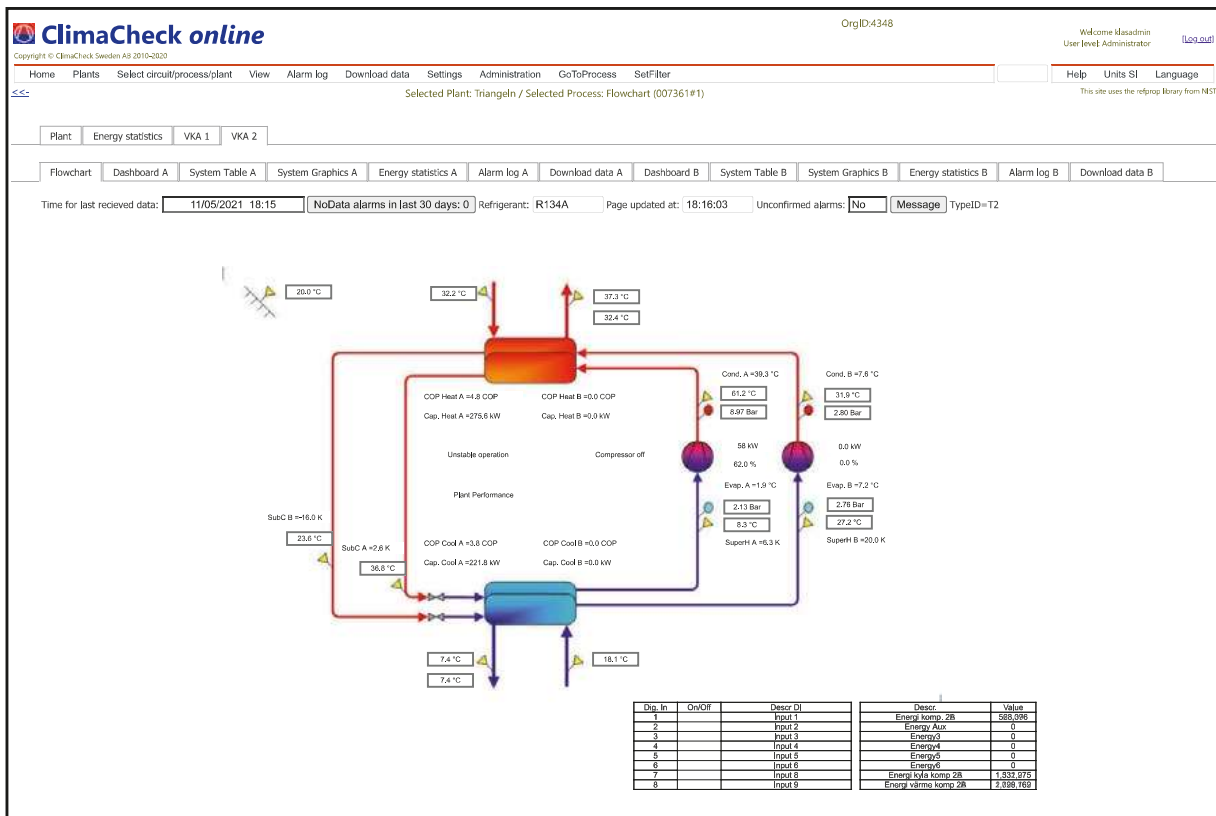 OrgID:4348
ClimaCheck online
Welcome klasadmin
User level: Administrator
[Log out]
Copyright © ClimaCheck Sweden AB 2010-2020
Home Plants Select circuit/process/plant View Alarm log Download data Settings Administration GoToProcess SetFilter Help Units SI Language
<<-
Selected Plant: Triangeln / Selected Process: Flowchart (007361#1)
This site uses the refprop library from NIST
Plant Energy statistics VKA 1 VKA 2
Flowchart Dashboard A System Table A System Graphics A Energy statistics A Alarm log A Download data A Dashboard B System Table B System Graphics B Energy statistics B Alarm log B Download data B
Time for last recieved data: 11/05/2021 18:15 NoData alarms in last 30 days: 0 Refrigerant: R134A Page updated at: 18:16:03 Unconfirmed alarms: No Message TypeID=T2
20.0 °C
32.2 °C
37.3 °C
32.4 °C
Cond. A =39.3 °C
Cond. B =7.6 °C
COP Heat A =4.8 COP
COP Heat B =0.0 COP
61.2 °C
31.9 °C
Cap. Heat A =275.6 kW
Cap. Heat B =0.0 kW
8.97 Bar
2.80 Bar
Unstable operation
Compressor off
58 kW
0.0 kW
62.0 %
0.0 %
Plant Performance
Evap. A =1.9 °C
Evap. B =7.2 °C
2.13 Bar
2.76 Bar
SubC B =-16.0 K
8.3 °C
27.2 °C
23.6 °C
SubC A =2.6 K
COP Cool A =3.8 COP
COP Cool B =0.0 COP
SuperH A =6.3 K
SuperH B =20.0 K
36.8 °C
Cap. Cool A =221.8 kW
Cap. Cool B =0.0 kW
7.4 °C
18.1 °C
7.4 °C
Dig. In On/Off Descr DI Descr. Value
1 Input 1 Energi komp.
2 Input 2 Energy Aux 0
3 Input 3 Energy3 0
4 Input 4 Energy4 0
5 Input 5 Energy5 0
6 Input 6 Energy6 0
7 Input 8 Energi kyla komp
8 Input 9 Energi värme komp